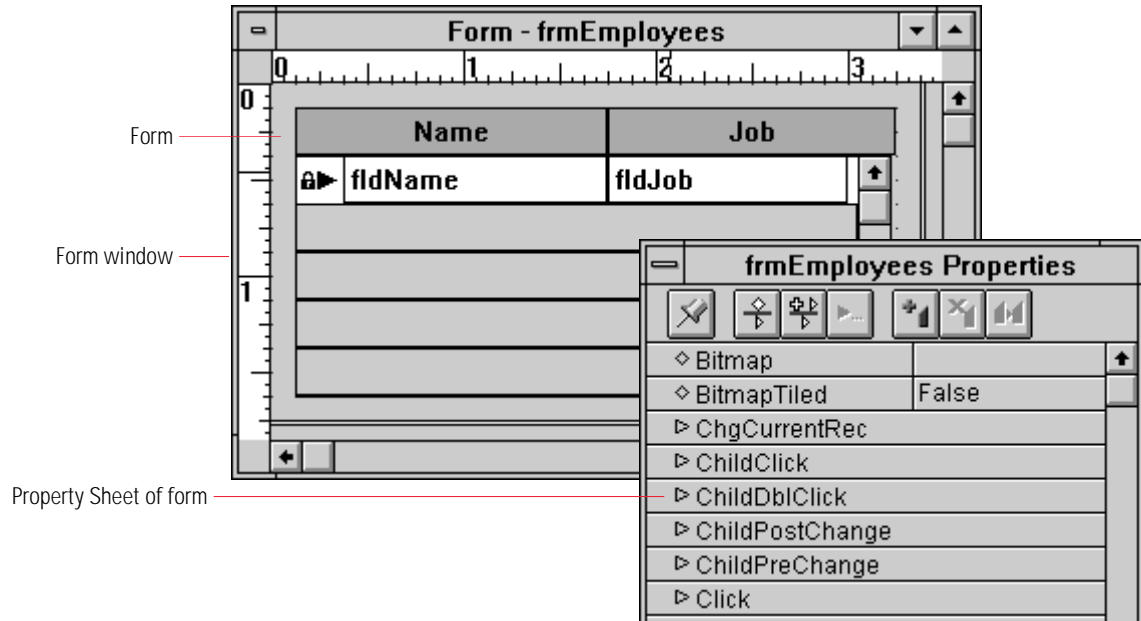 Form - frmEmployees
0 1 2 3
0
Form
Name Job
fldName fldJob
Form window
1
frmEmployees Properties
Bitmap
BitmapTiled False
ChgCurrentRec
ChildClick
Property Sheet of form
ChildDblClick
ChildPostChange
ChildPreChange
Click